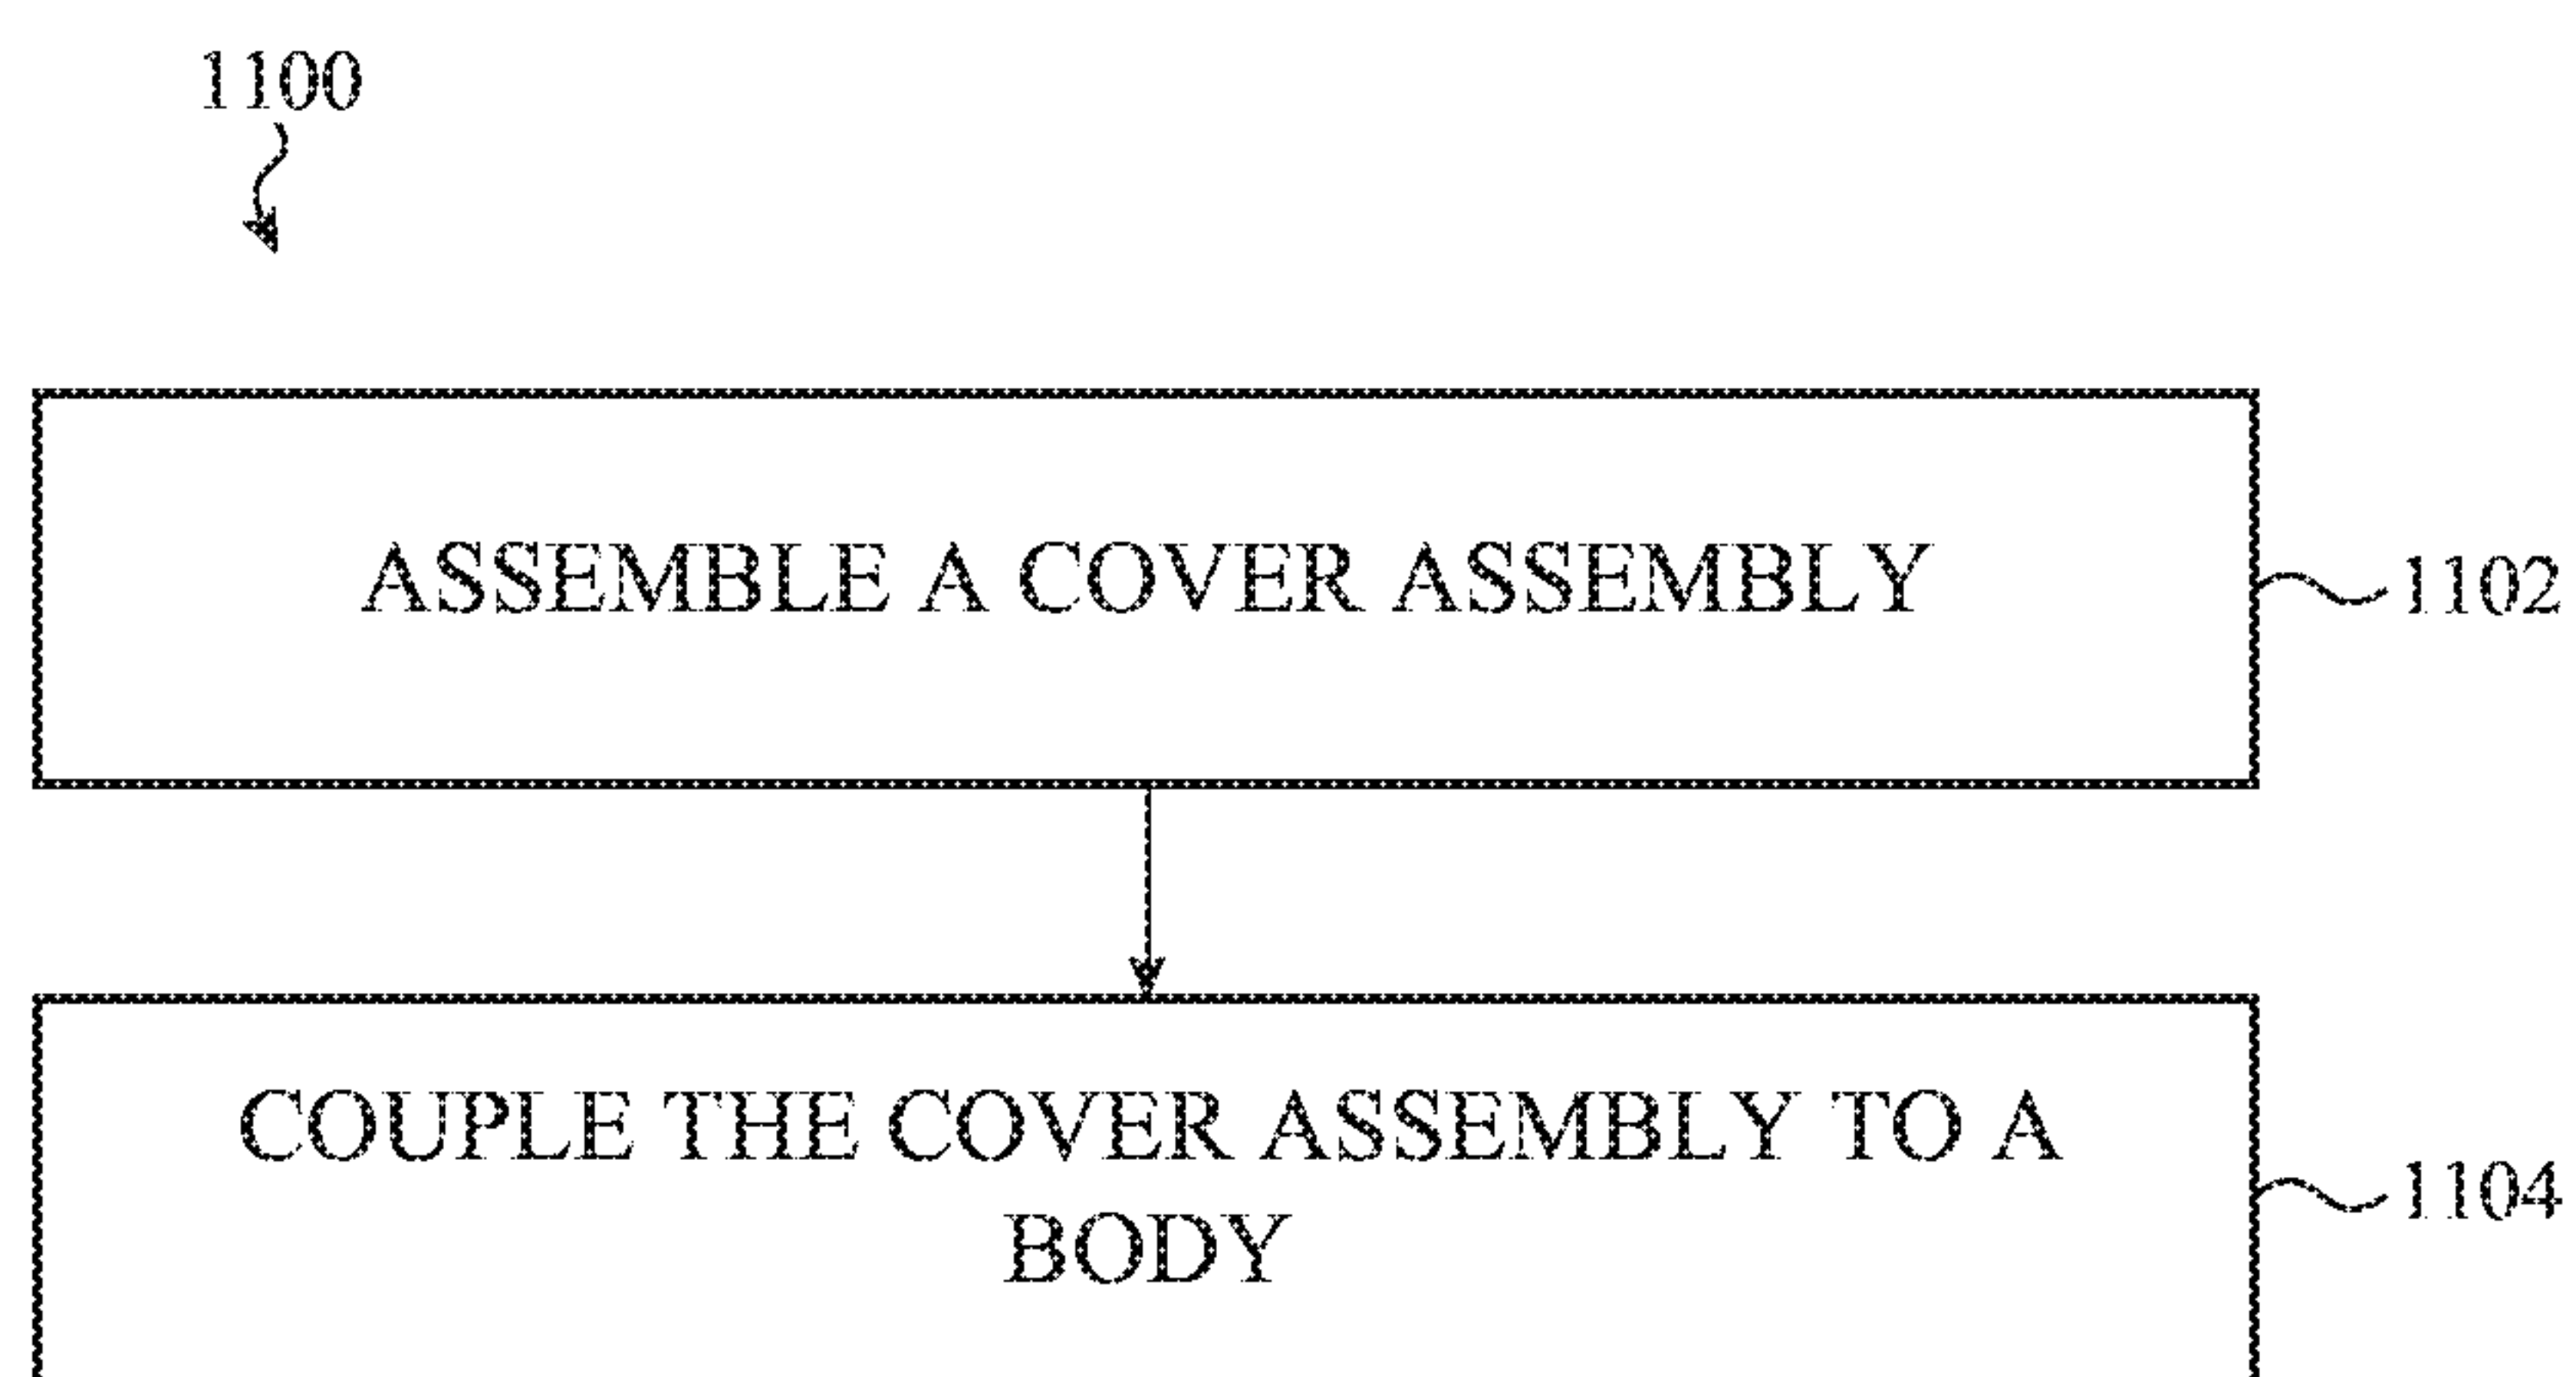 1100
ASSEMBLE A COVER ASSEMBLY
1102
COUPLE THE COVER ASSEMBLY TO A
BODY
1104